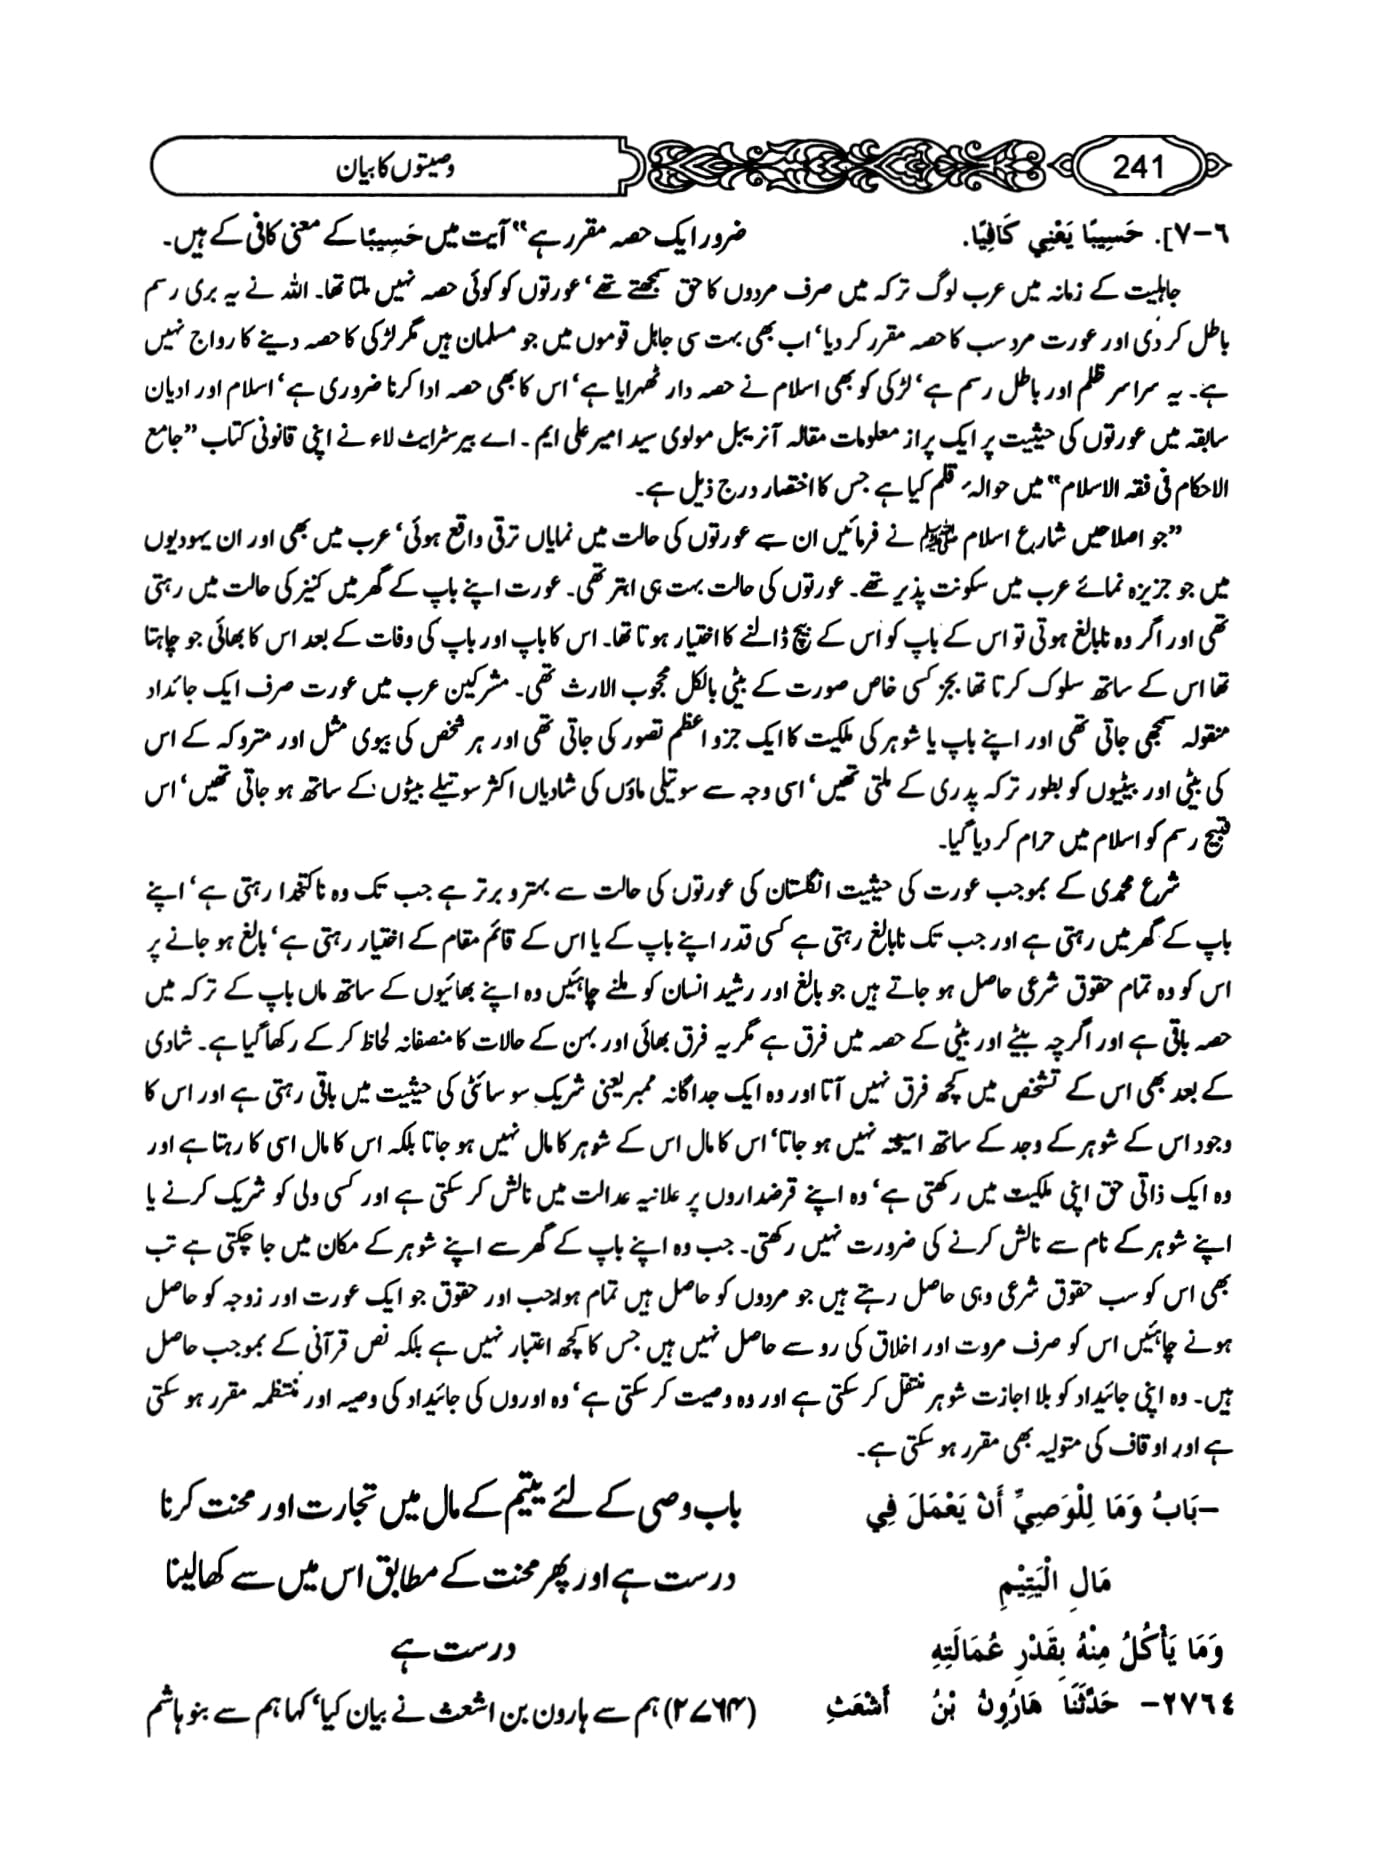 241
وصیتوں کا بیان
٦–٧]. حَسِيبًا يَعْنِي كَافِيًا.
ضرور ایک حصہ مقرر ہے“ آیت میں حَسِيبًا کے معنی کافی کے ہیں۔
جاہلیت کے زمانہ میں عرب لوگ ترکہ میں صرف مردوں کا حق سمجھتے تھے‘ عورتوں کو کوئی حصہ نہیں ملتا تھا۔ اللہ نے یہ بری رسم
باطل کر دی اور عورت مرد سب کا حصہ مقرر کر دیا‘ اب بھی بہت سی جاہل قوموں میں جو مسلمان ہیں مگر لڑکی کا حصہ دینے کا رواج نہیں
ہے۔ یہ سراسر ظلم اور باطل رسم ہے‘ لڑکی کو بھی اسلام نے حصہ دار ٹھہرایا ہے‘ اس کا بھی حصہ ادا کرنا ضروری ہے‘ اسلام اور ادیان
سابقہ میں عورتوں کی حیثیت پر ایک پراز معلومات مقالہ آنریبل مولوی سید امیر علی ایم۔ اے بیرسٹرایٹ لاء نے اپنی قانونی کتاب ”جامع
الاحکام فی فقہ الاسلام“ میں حوالہٴ قلم کیا ہے جس کا اختصار درج ذیل ہے۔
”جو اصلاحیں شارع اسلام ﷺ نے فرمائیں ان سے عورتوں کی حالت میں نمایاں ترقی واقع ہوئی‘ عرب میں بھی اور ان یہودیوں
میں جو جزیرہ نمائے عرب میں سکونت پذیر تھے۔ عورتوں کی حالت بہت ہی ابتر تھی۔ عورت اپنے باپ کے گھر میں کنیز کی حالت میں رہتی
تھی اور اگر وہ نابالغ ہوتی تو اس کے باپ کو اس کے بیچ ڈالنے کا اختیار ہوتا تھا۔ اس کا باپ اور باپ کی وفات کے بعد اس کا بھائی جو چاہتا
تھا اس کے ساتھ سلوک کرتا تھا بجز کسی خاص صورت کے بیٹی بالکل محجوب الارث تھی۔ مشرکین عرب میں عورت صرف ایک جائداد
منقولہ سمجھی جاتی تھی اور اپنے باپ یا شوہر کی ملکیت کا ایک جزو اعظم تصور کی جاتی تھی اور ہر شخص کی بیوی مثل اور متروکہ کے اس
کی بیٹی اور بیٹیوں کو بطور ترکہ پدری کے ملتی تھیں‘ اسی وجہ سے سوتیلی ماؤں کی شادیاں اکثر سوتیلے بیٹوں کے ساتھ ہو جاتی تھیں‘ اس
قبیح رسم کو اسلام میں حرام کر دیا گیا۔
شرع محمدی کے بموجب عورت کی حیثیت انگلستان کی عورتوں کی حالت سے بہتر و برتر ہے جب تک وہ ناکتخدا رہتی ہے‘ اپنے
باپ کے گھر میں رہتی ہے اور جب تک نابالغ رہتی ہے کسی قدر اپنے باپ کے یا اس کے قائم مقام کے اختیار رہتی ہے‘ بالغ ہو جانے پر
اس کو وہ تمام حقوق شرعی حاصل ہو جاتے ہیں جو بالغ اور رشید انسان کو ملنے چاہئیں وہ اپنے بھائیوں کے ساتھ ماں باپ کے ترکہ میں
حصہ باقی ہے اور اگرچہ بیٹے اور بیٹی کے حصہ میں فرق ہے مگر یہ فرق بھائی اور بہن کے حالات کا منصفانہ لحاظ کر کے رکھا گیا ہے۔ شادی
کے بعد بھی اس کے تشخص میں کچھ فرق نہیں آتا اور وہ ایک جداگانہ ممبر یعنی شریک سوسائٹی کی حیثیت میں باقی رہتی ہے اور اس کا
وجود اس کے شوہر کے وجد کے ساتھ نہیں ہو جاتا‘ اس کا مال اس کے شوہر کا مال نہیں ہو جاتا بلکہ اس کا مال اسی کا رہتا ہے اور
وہ ایک ذاتی حق اپنی ملکیت میں رکھتی ہے‘ وہ اپنے قرضداروں پر علانیہ عدالت میں نالش کر سکتی ہے اور کسی ولی کو شریک کرنے یا
اپنے شوہر کے نام سے نالش کرنے کی ضرورت نہیں رکھتی۔ جب وہ اپنے باپ کے گھر سے اپنے شوہر کے مکان میں جا چکتی ہے تب
بھی اس کو سب حقوق شرعی وہی حاصل رہتے ہیں جو مردوں کو حاصل ہیں تمام مواجب اور حقوق جو ایک عورت اور زوجہ کو حاصل
ہونے چاہئیں اس کو صرف مروت اور اخلاق کی رو سے حاصل نہیں ہیں جس کا کچھ اعتبار نہیں ہے بلکہ نص قرآنی کے بموجب حاصل
ہیں۔ وہ اپنی جائیداد کو بلا اجازت شوہر منتقل کر سکتی ہے اور وہ وصیت کر سکتی ہے‘ وہ اوروں کی جائیداد کی وصیہ اور منتظمہ مقرر ہو سکتی
ہے اور اوقاف کی متولیہ بھی مقرر ہو سکتی ہے۔
–بَابُ وَمَا لِلْوَصِيِّ أَنْ يَعْمَلَ فِي
مَالِ الْيَتِيْمِ
وَمَا يَأْكُلُ مِنْهُ بِقَدْرِ عُمَالَتِهِ
باب وصی کے لئے یتیم کے مال میں تجارت اور محنت کرنا
درست ہے اور پھر محنت کے مطابق اس میں سے کھا لینا
درست ہے
٢٧٦٤– حَدَّثَنَا هَارُونُ بْنُ أَشْعَثِ
(۲۷۶۴) ہم سے ہارون بن اشعث نے بیان کیا‘ کہا ہم سے بنو ہاشم